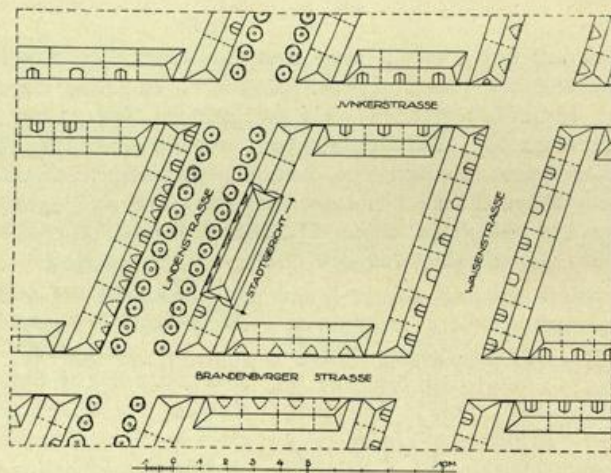 JVNKERSTRASSE
LINDENSTRASSE
STADTGERICHT
WAISENSTRASSE
BRANDENBVRGER STRASSE
1 0 1 2 3 4 5 10M